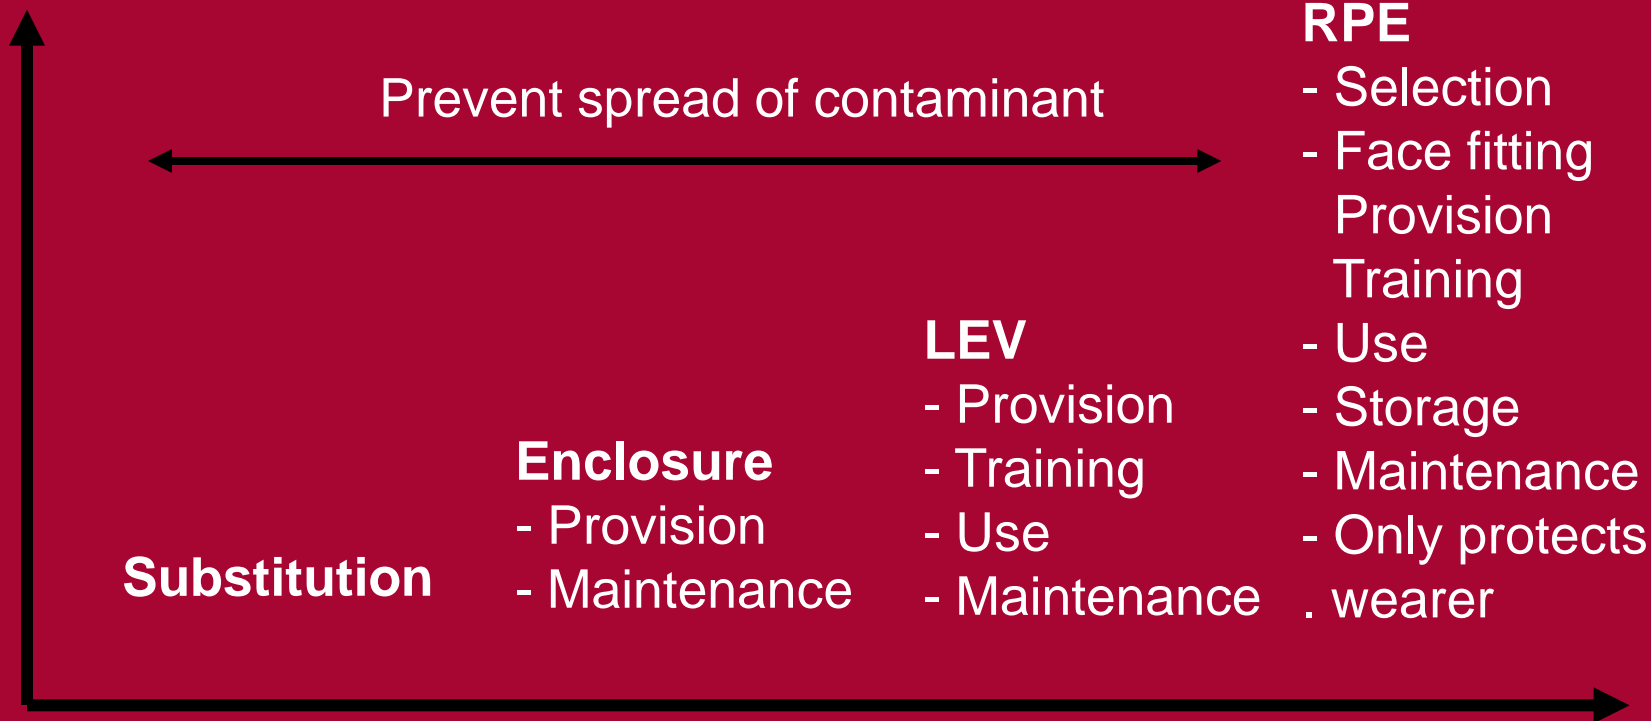 Prevent spread of contaminant
Substitution
Enclosure
- Provision
- Maintenance
LEV
- Provision
- Training
- Use
- Maintenance
RPE
- Selection
- Face fitting
Provision
Training
- Use
- Storage
- Maintenance
- Only protects
. wearer